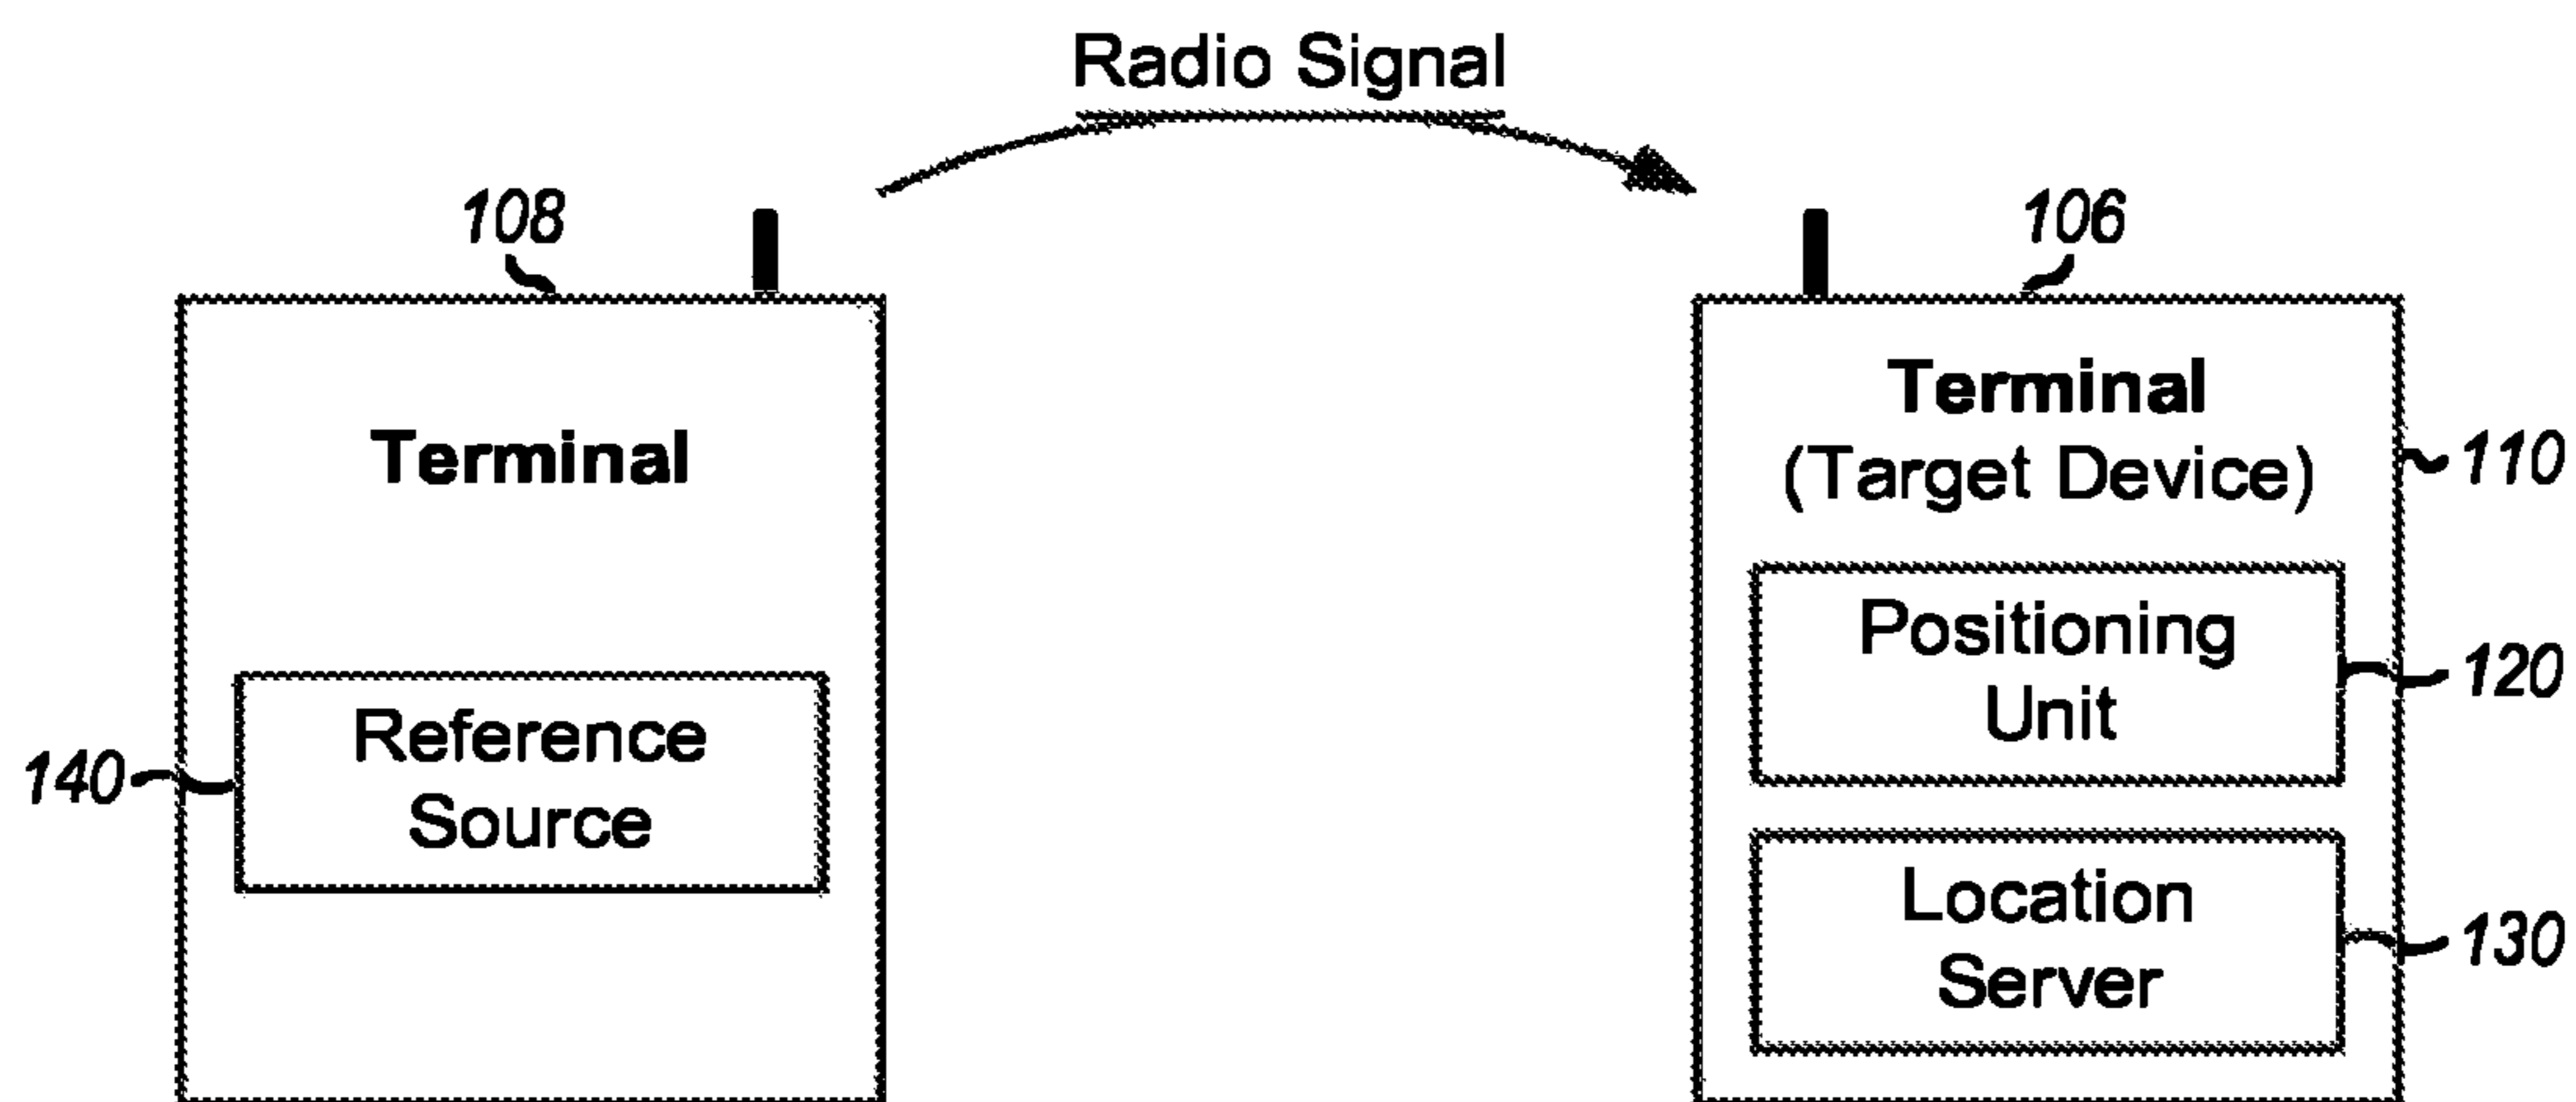 Radio Signal
108
106
Terminal
Terminal
(Target Device)
110
Reference
Source
140
Positioning
Unit
120
Location
Server
130